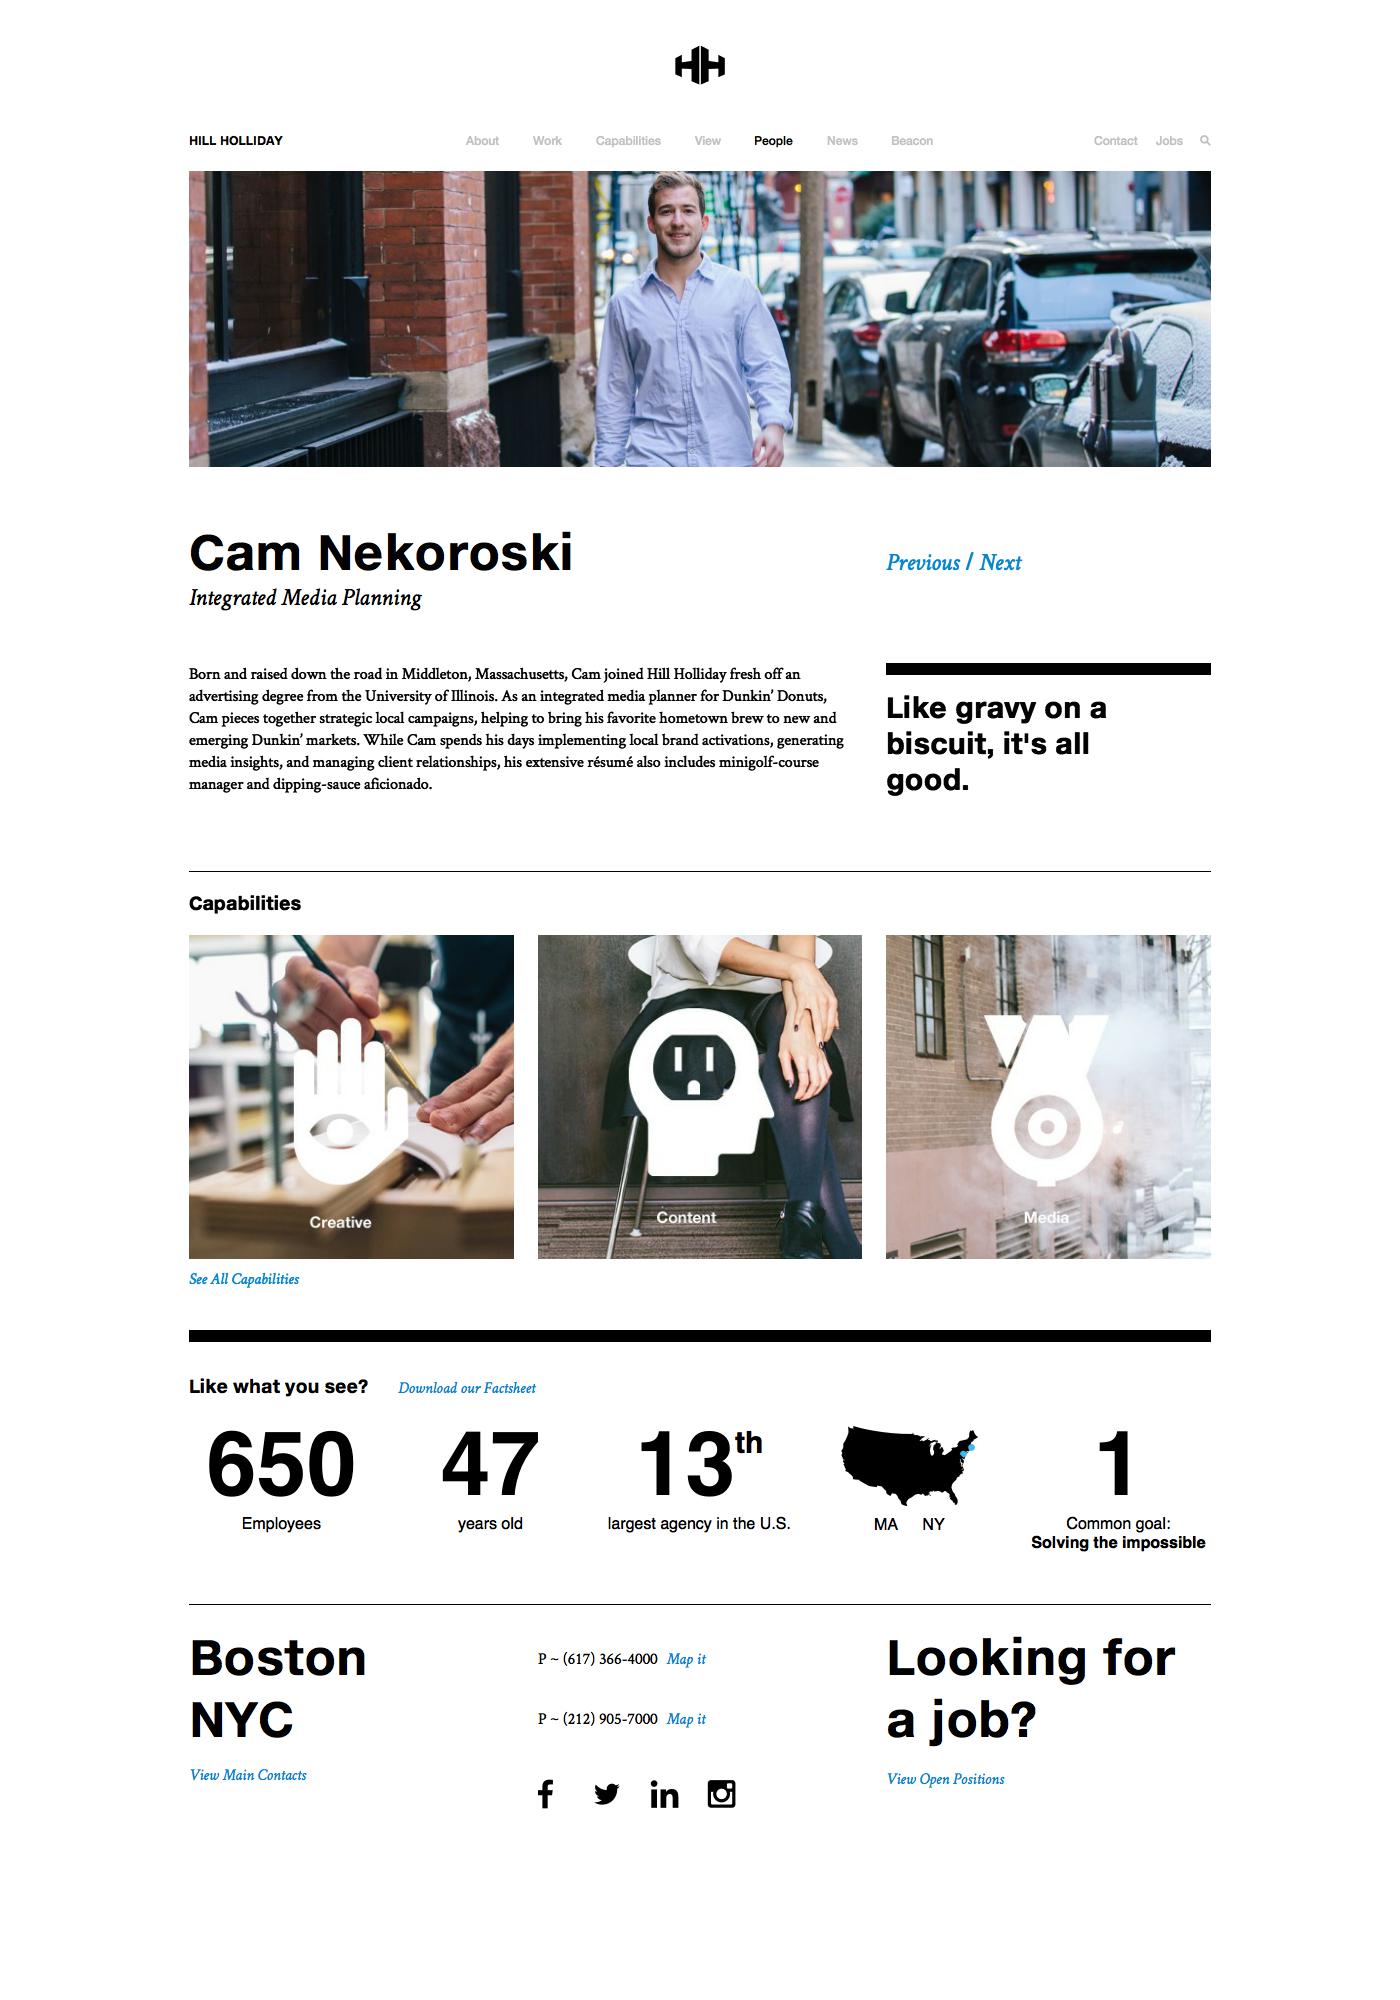 HH
HILL HOLLIDAY About Work Capabilities View People News Beacon Contact Jobs
Cam Nekoroski
Previous / Next
Integrated Media Planning
Born and raised down the road in Middleton, Massachusetts, Cam joined Hill Holliday fresh off an
advertising degree from the University of Illinois. As an integrated media planner for Dunkin’ Donuts,
Cam pieces together strategic local campaigns, helping to bring his favorite hometown brew to new and
emerging Dunkin’ markets. While Cam spends his days implementing local brand activations, generating
media insights, and managing client relationships, his extensive résumé also includes minigolf-course
manager and dipping-sauce aficionado.
Like gravy on a
biscuit, it's all
good.
Capabilities
Creative
Content
Media
See All Capabilities
Like what you see? Download our Factsheet
650
Employees
47
years old
13th
largest agency in the U.S.
MA NY
1
Common goal:
Solving the impossible
Boston
NYC
View Main Contacts
P ~ (617) 366-4000 Map it
P ~ (212) 905-7000 Map it
Looking for
a job?
View Open Positions